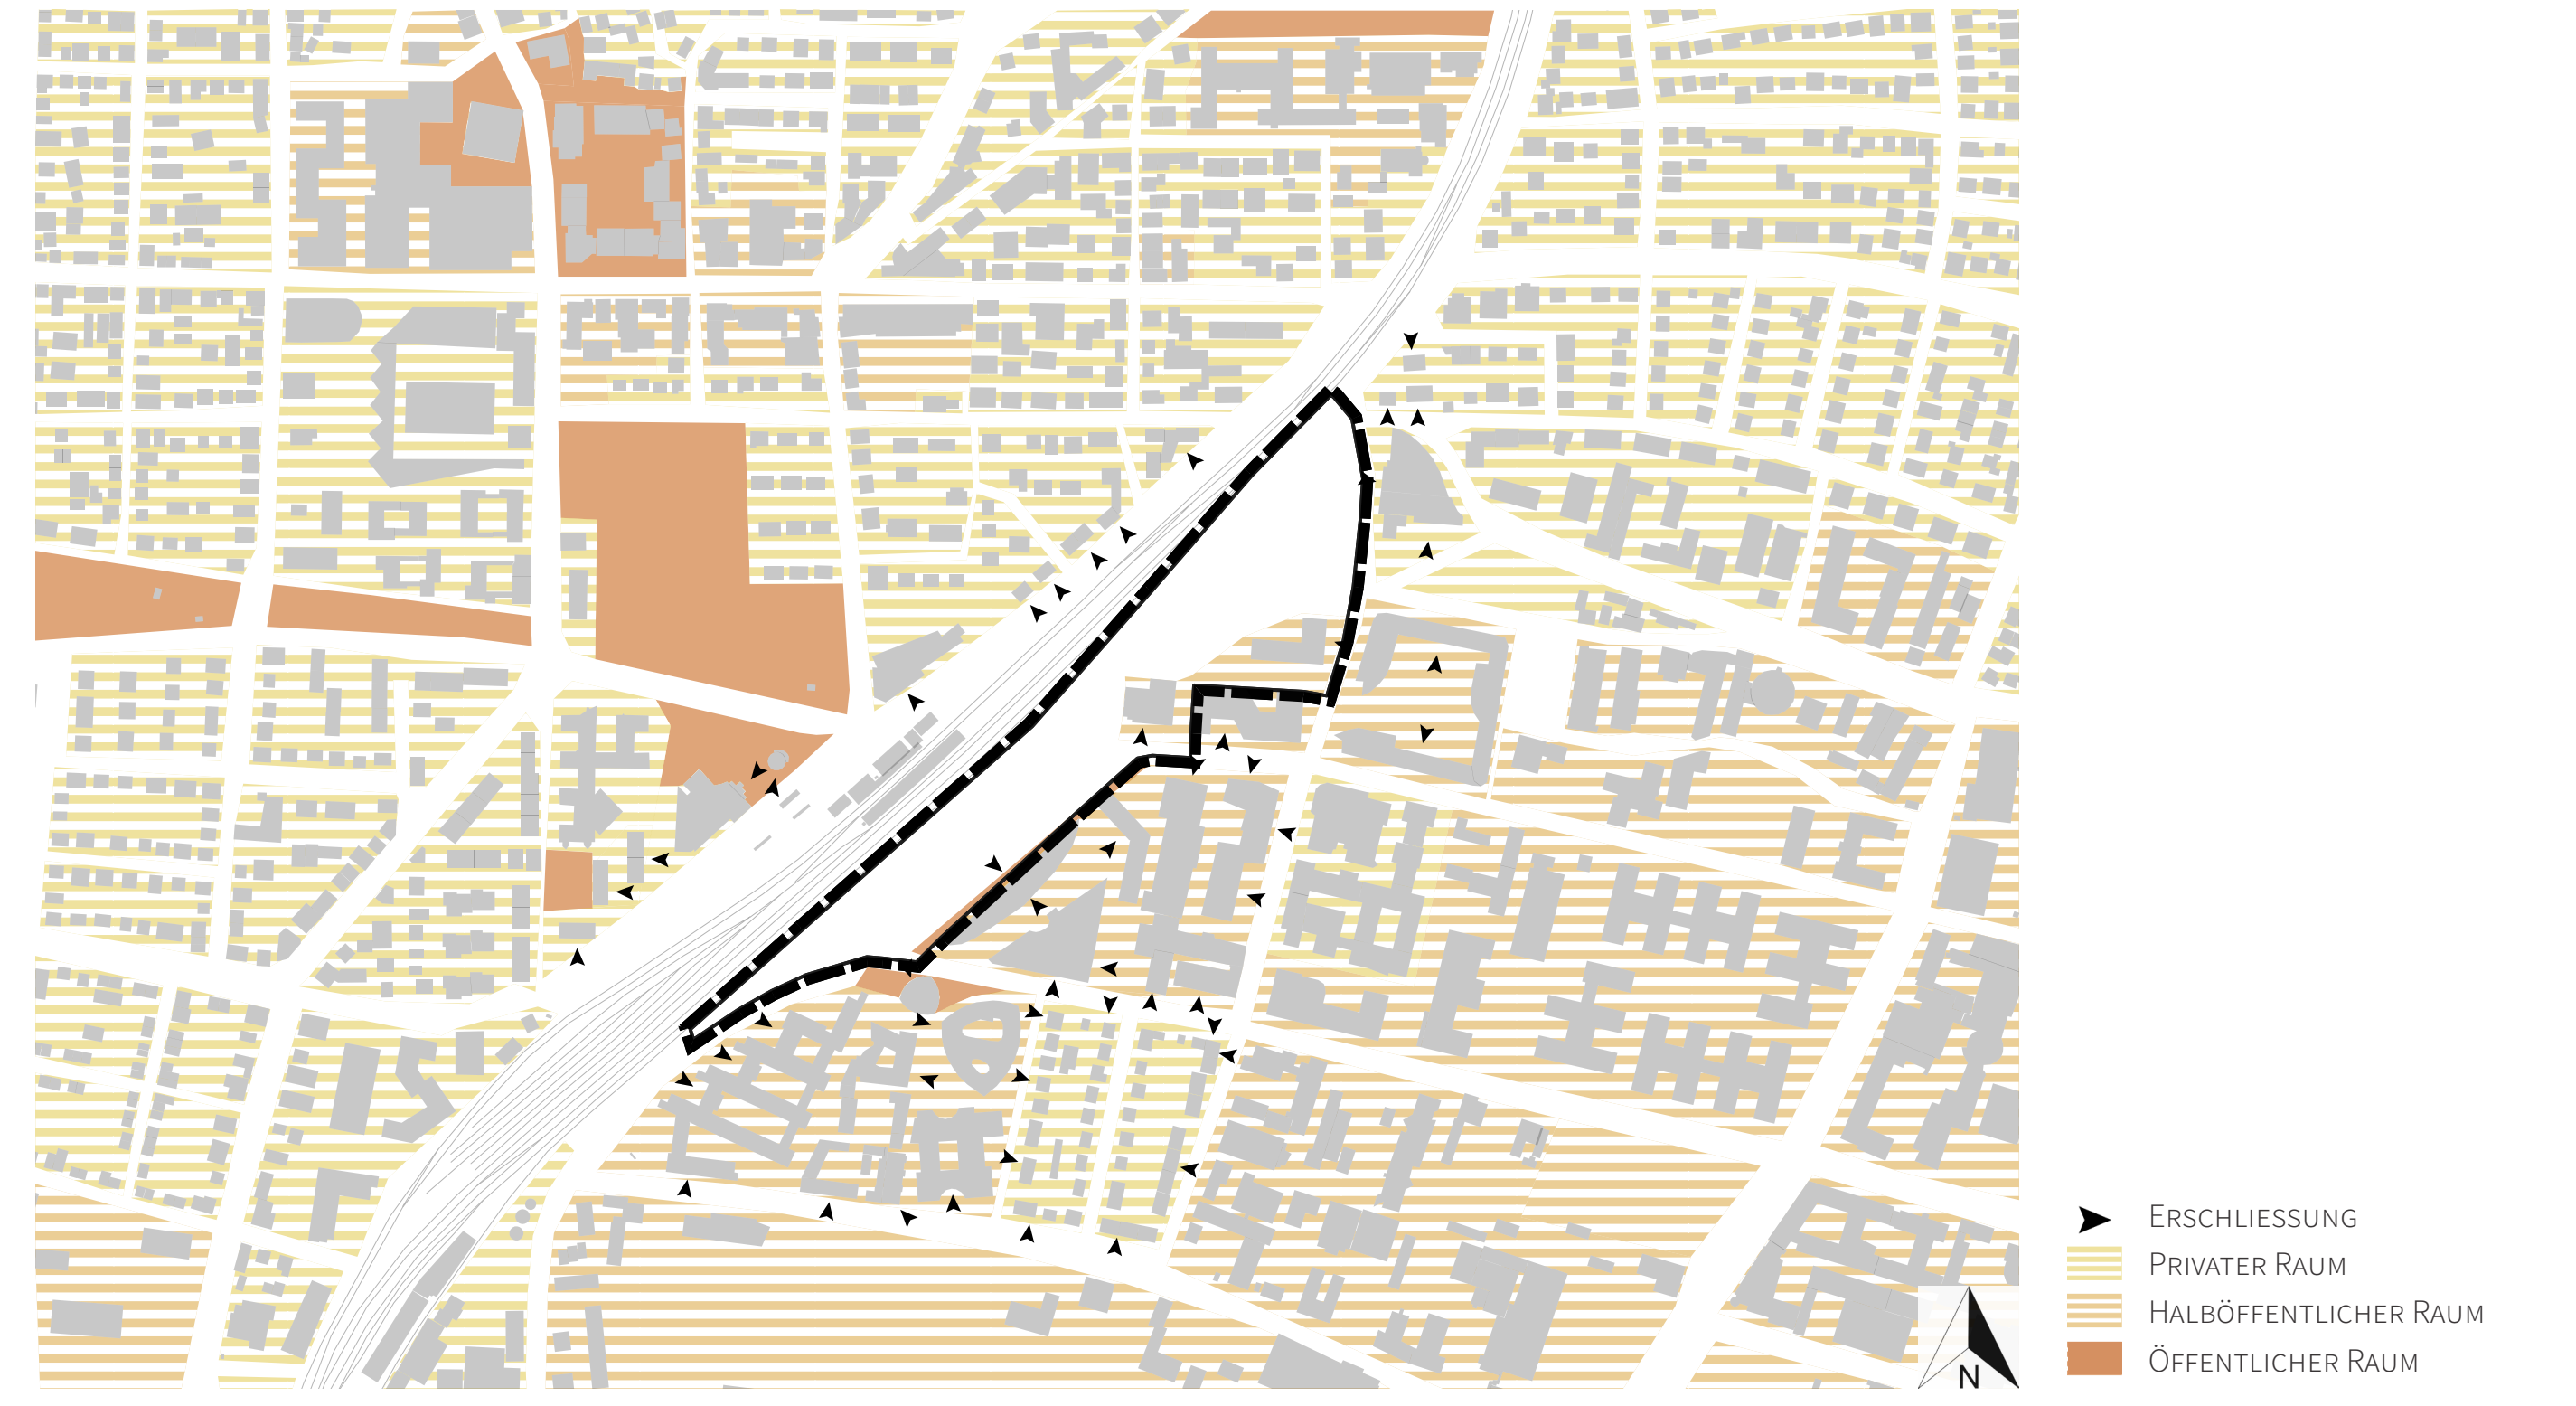 Erschliessung
Privater Raum
Halböffentlicher Raum
Öffentlicher Raum
N